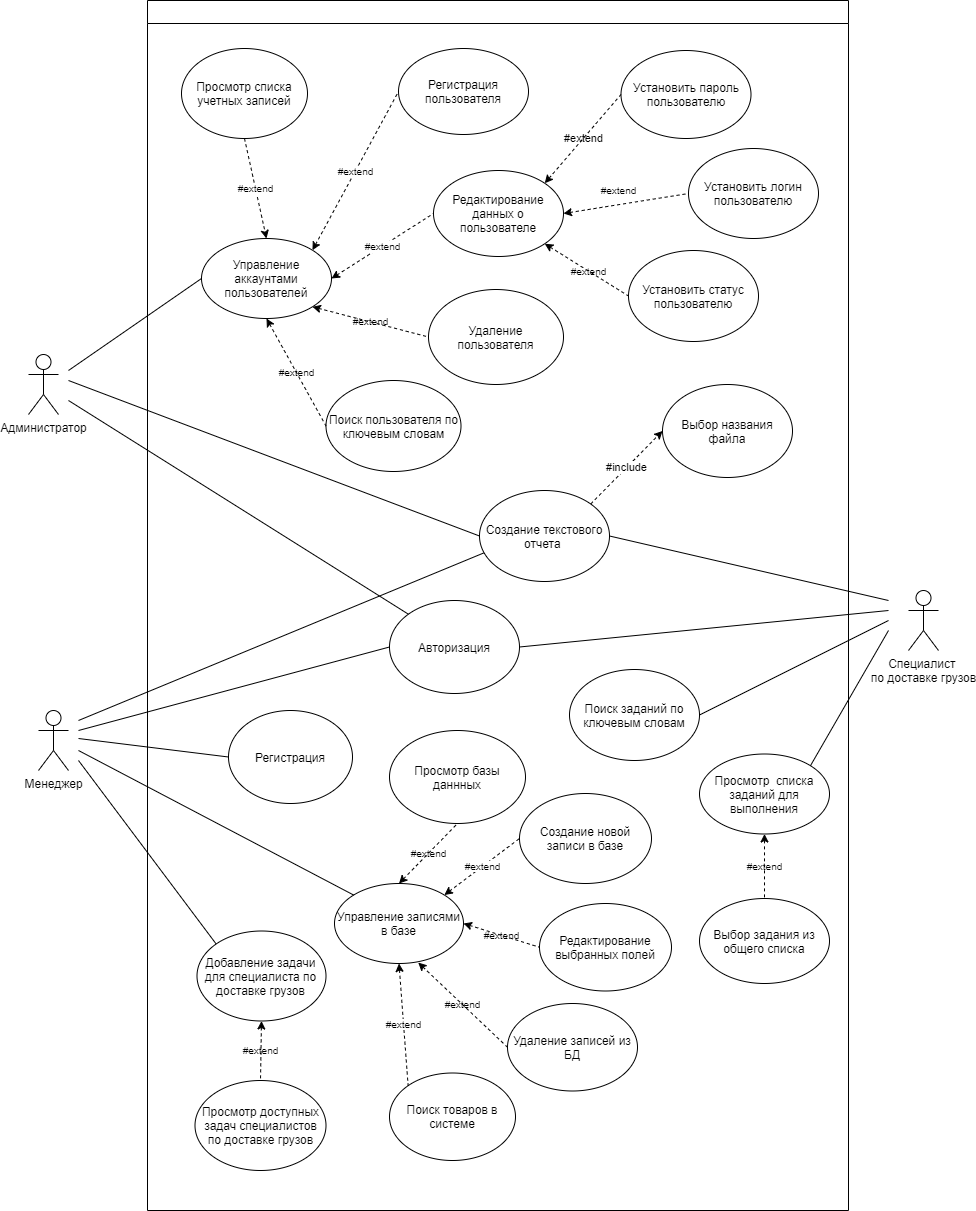 Просмотр списка
учетных записей
Регистрация
пользователя
Установить пароль
пользователю
#extend
#extend
#extend
Редактирование
данных о
пользователе
#extend
Установить логин
пользователю
#extend
#extend
Управление
аккаунтами
пользователей
Установить статус
пользователю
#extend
Удаление
пользователя
#extend
Поиск пользователя по
ключевым словам
Администратор
Выбор названия
файла
#include
Создание текстового
отчета
Авторизация
Специалист
по доставке грузов
Поиск заданий по
ключевым словам
Менеджер
Регистрация
Просмотр базы
даннных
Просмотр списка
заданий для
выполнения
Создание новой
записи в базе
#extend
#extend
#extend
Управление записями
в базе
#extend
Редактирование
выбранных полей
Выбор задания из
общего списка
Добавление задачи
для специалиста по
доставке грузов
#extend
#extend
#extend
Удаление записей из
БД
Просмотр доступных
задач специалистов
по доставке грузов
Поиск товаров в
системе